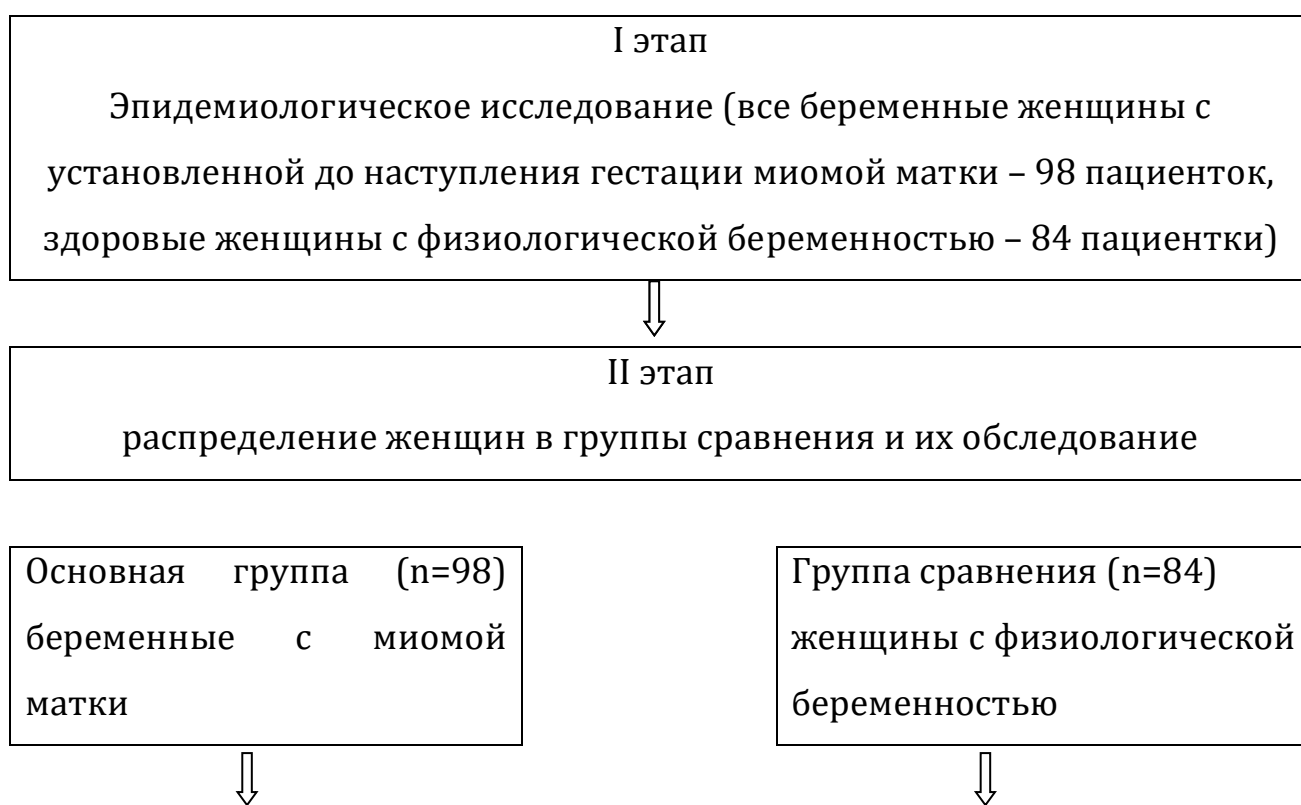 I этап
Эпидемиологическое исследование (все беременные женщины с
установленной до наступления гестации миомой матки – 98 пациенток,
здоровые женщины с физиологической беременностью – 84 пациентки)
II этап
распределение женщин в группы сравнения и их обследование
Основная группа (n=98)
беременные с миомой
матки
Группа сравнения (n=84)
женщины с физиологической
беременностью